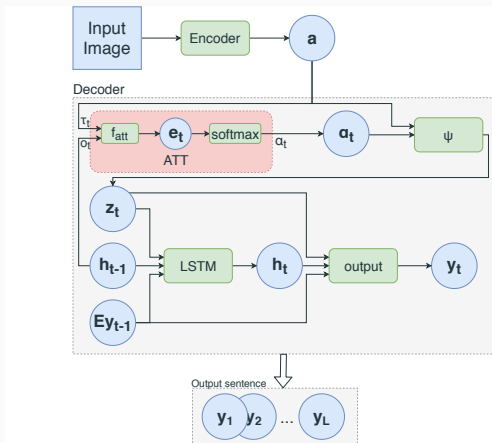 Input
Image
Encoder
a
Decoder
τt
ot
fatt
et
softmax
αt
ATT
αt
ψ
zt
ht-1
LSTM
ht
output
yt
Eyt-1
Output sentence
y1
y2
...
yL